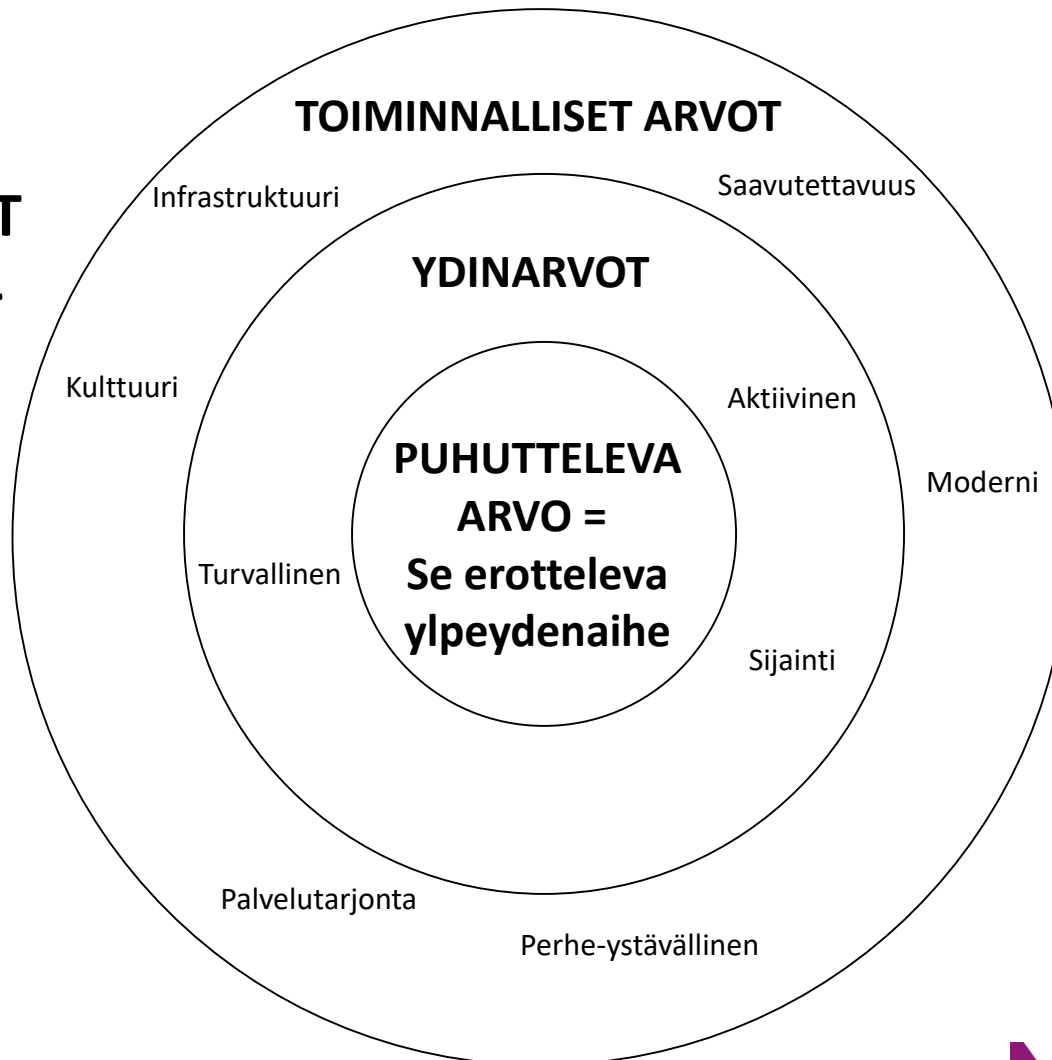 TOIMINNALLISET ARVOT
Infrastruktuuri
Saavutettavuus
T
YDINARVOT
Kulttuuri
Aktiivinen
PUHUTTELEVA
ARVO =
Se erotteleva
ylpeydenaihe
Moderni
Turvallinen
Sijainti
Palvelutarjonta
Perhe-ystävällinen